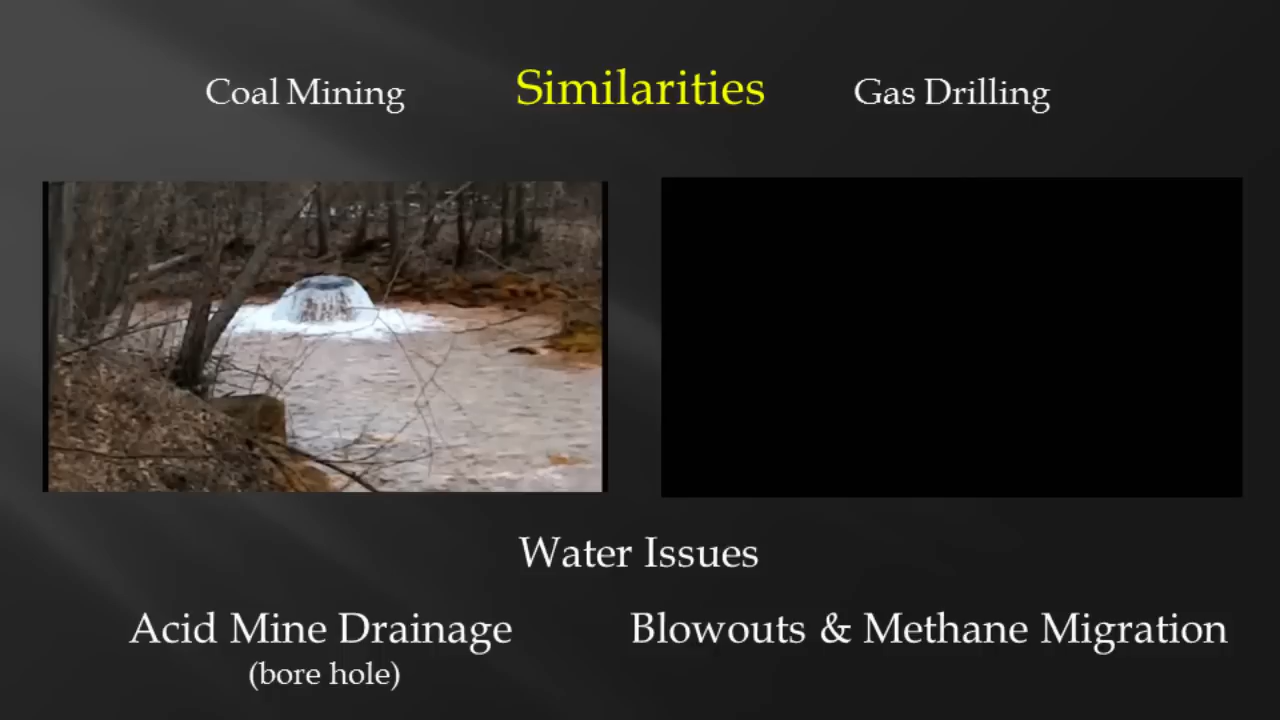 Coal Mining
Similarities
Gas Drilling
Water Issues
Acid Mine Drainage
(bore hole)
Blowouts & Methane Migration